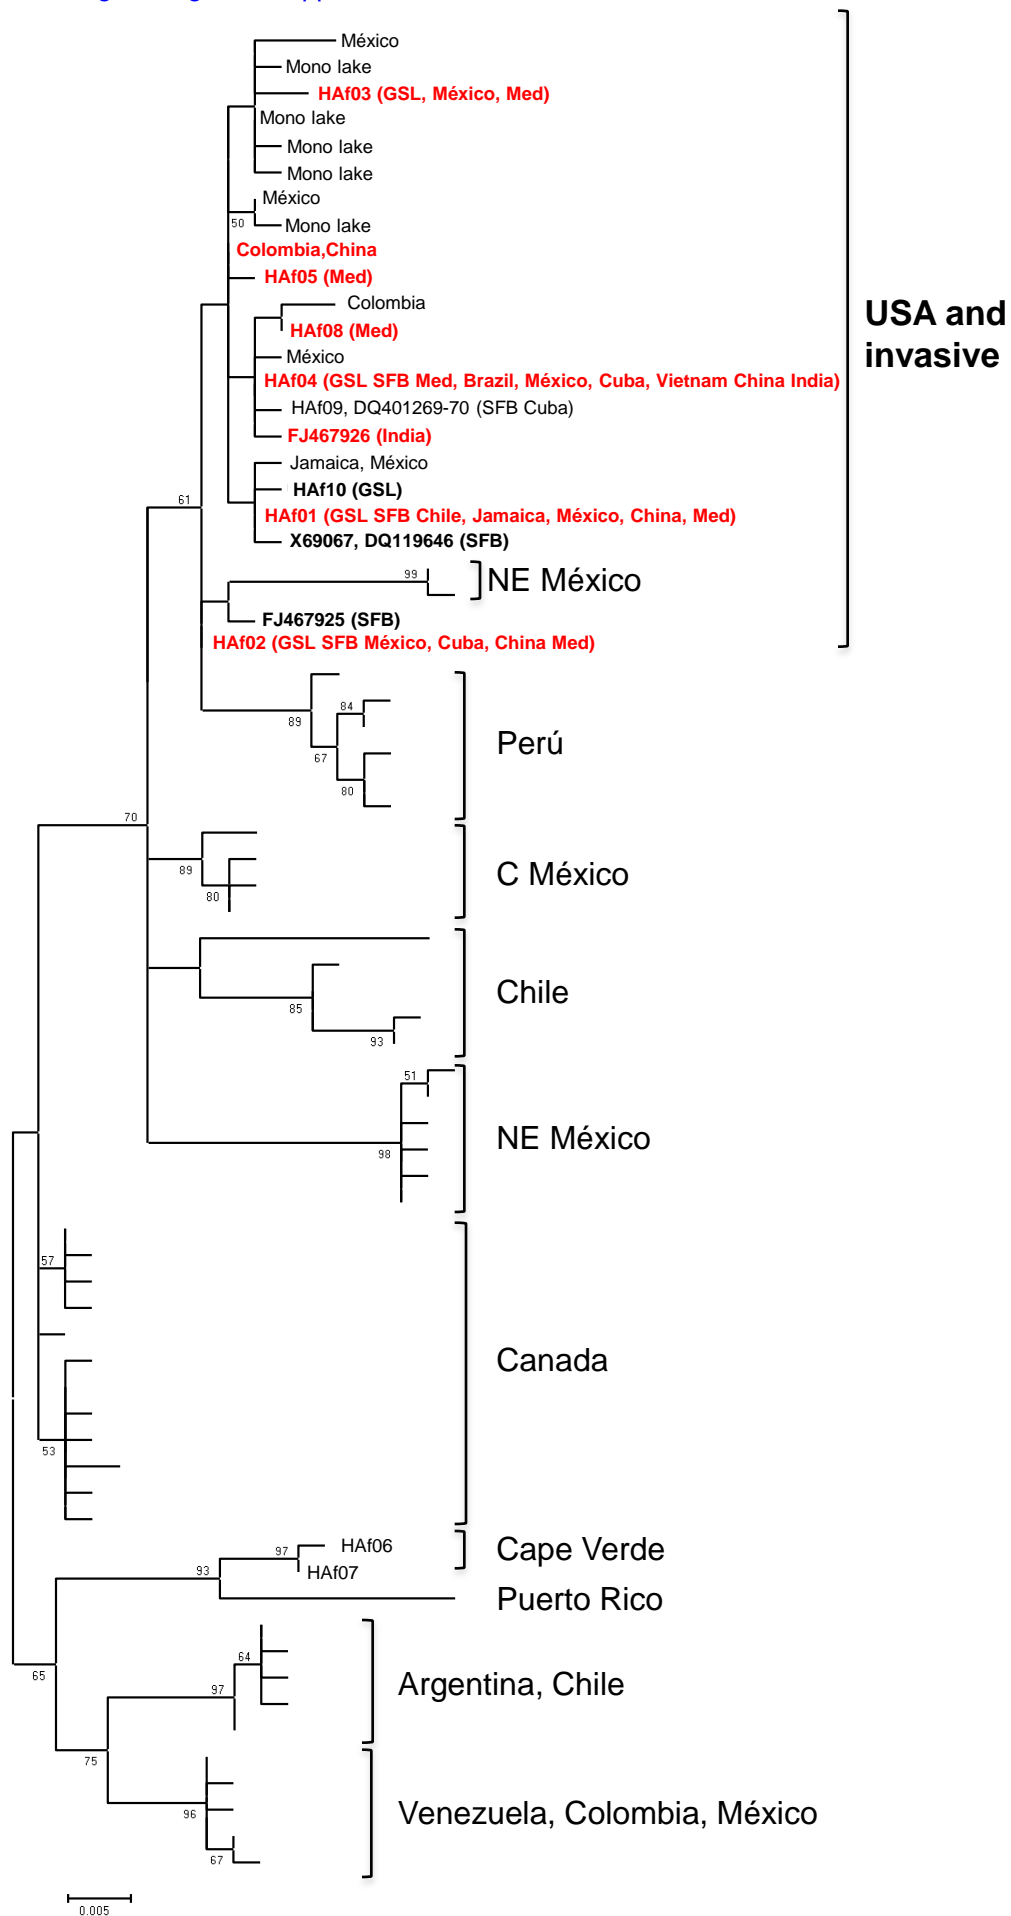 México
Mono lake
HAf03 (GSL, México, Med)
Mono lake
Mono lake
Mono lake
México
50
Mono lake
Colombia,China
HAf05 (Med)
Colombia
HAf08 (Med)
USA and
invasive
México
HAf04 (GSL SFB Med, Brazil, México, Cuba, Vietnam China India)
HAf09, DQ401269-70 (SFB Cuba)
FJ467926 (India)
Jamaica, México
HAf10 (GSL)
61
HAf01 (GSL SFB Chile, Jamaica, México, China, Med)
X69067, DQ119646 (SFB)
99
NE México
FJ467925 (SFB)
HAf02 (GSL SFB México, Cuba, China Med)
84
89
Perú
67
80
70
89
C México
80
Chile
85
93
51
NE México
98
57
Canada
53
HAf06
97
Cape Verde
93
HAf07
Puerto Rico
64
65
97
Argentina, Chile
75
96
Venezuela, Colombia, México
67
0.005